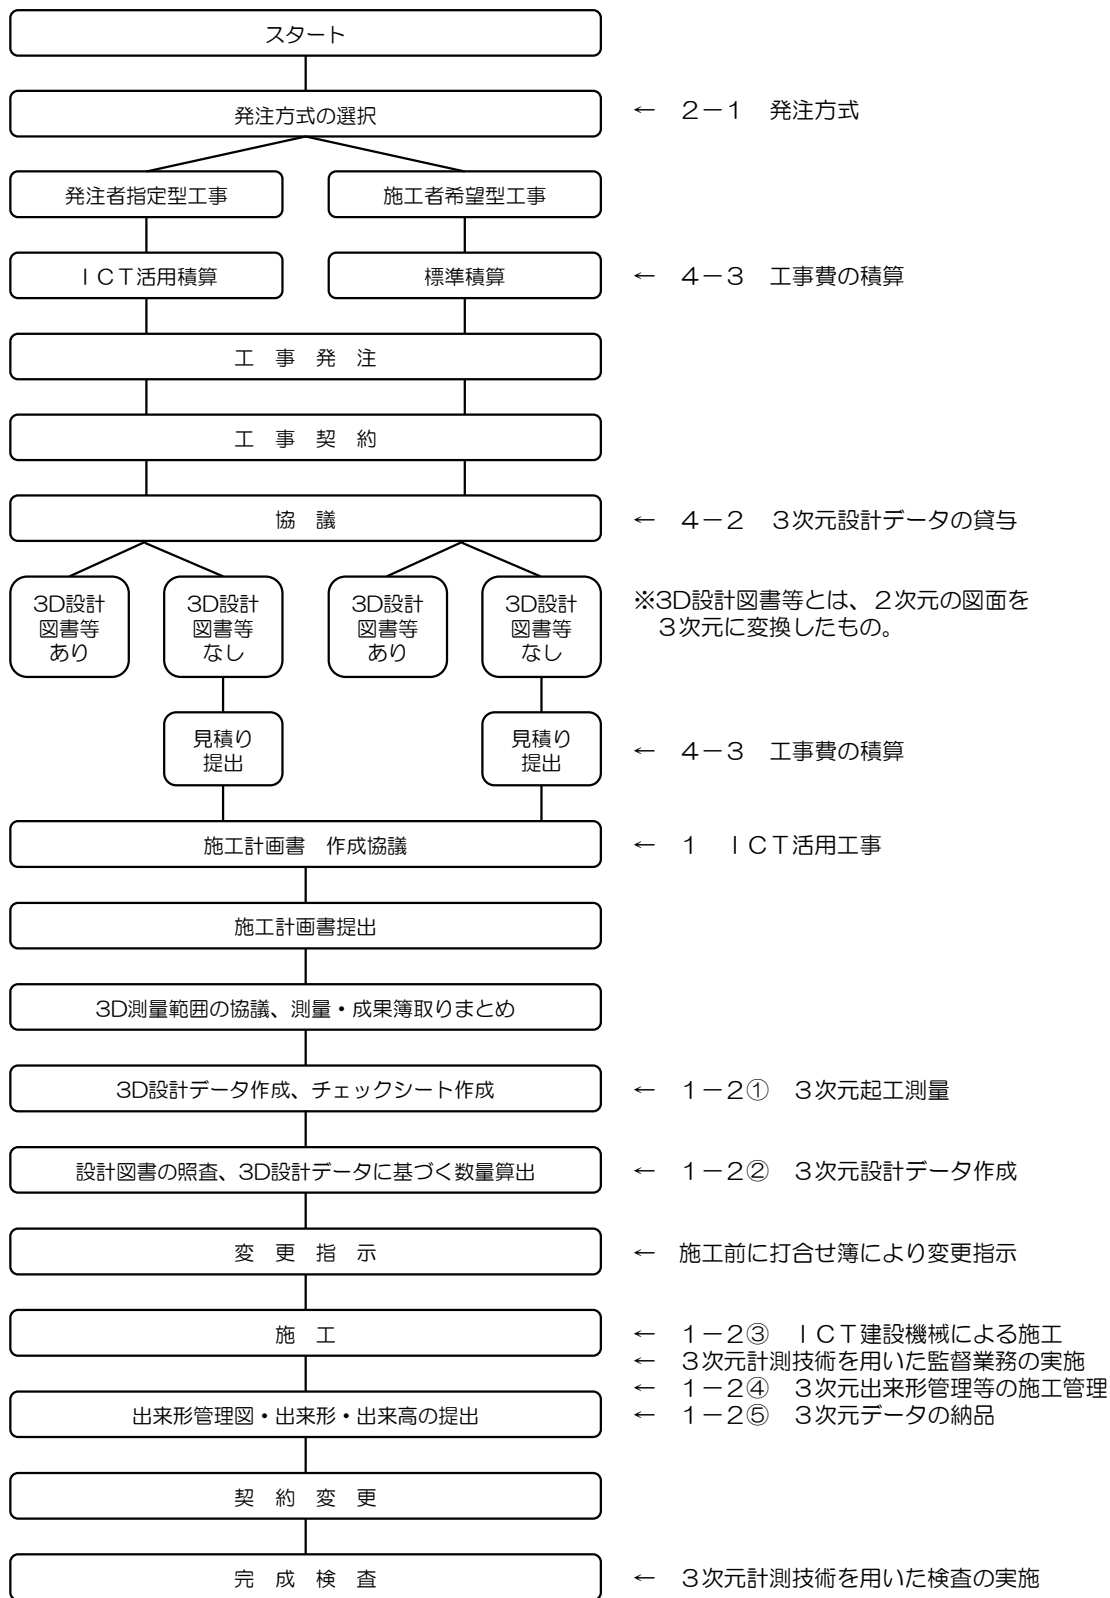 スタート
発注方式の選択
← 2－1 発注方式
発注者指定型工事
施工者希望型工事
ＩＣＴ活用積算
標準積算
← 4－3 工事費の積算
工 事 発 注
工 事 契 約
協 議
← 4－2 3次元設計データの貸与
3D設計
図書等
あり
3D設計
図書等
なし
3D設計
図書等
あり
3D設計
図書等
なし
※3D設計図書等とは、２次元の図面を
３次元に変換したもの。
見積り
提出
見積り
提出
← 4－3 工事費の積算
施工計画書 作成協議
← 1 ＩＣＴ活用工事
施工計画書提出
3D測量範囲の協議、測量・成果簿取りまとめ
3D設計データ作成、チェックシート作成
← 1－2① 3次元起工測量
設計図書の照査、3D設計データに基づく数量算出
← 1－2② 3次元設計データ作成
変 更 指 示
← 施工前に打合せ簿により変更指示
施 工
← 1－2③ ＩＣＴ建設機械による施工
← 3次元計測技術を用いた監督業務の実施
← 1－2④ 3次元出来形管理等の施工管理
出来形管理図・出来形・出来高の提出
← 1－2⑤ 3次元データの納品
契 約 変 更
完 成 検 査
← 3次元計測技術を用いた検査の実施